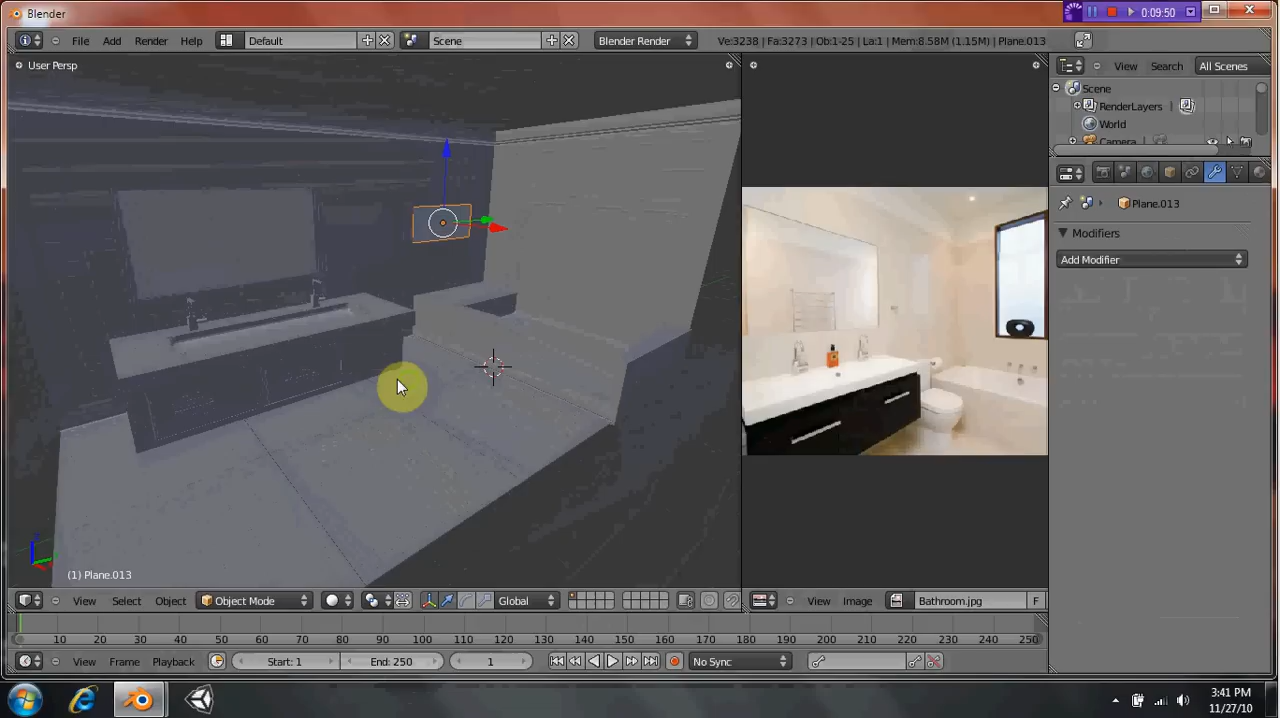 Blender
09:50
File Add Render Help Default Scene Blender Render Ve:3238 | Fa:3273 | Ob:1-25 | La:1 | Mem:8.58M (1.15M) | Plane.013
User Persp
View Search All Scenes
Scene
RenderLayers |
World
Camera
Plane.013
Modifiers
Add Modifier
(1) Plane.013
View Select Object Object Mode Global View Image Bathroom.jpg F
10 20 30 40 50 60 70 80 90 100 110 120 130 140 150 160 170 180 190 200 210 220 230 240 250
View Frame Playback Start: 1 End: 250 1 No Sync
3:41 PM
11/27/10